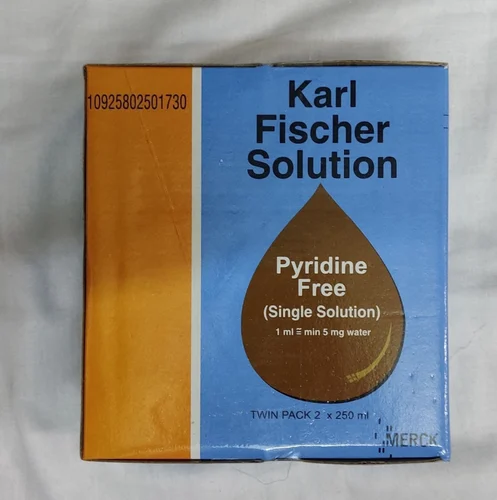 10925802501730
Karl
Fischer
Solution
Pyridine
Free
(Single Solution)
1 ml ≡ min 5 mg water
TWIN PACK 2 x 250 ml
MERCK